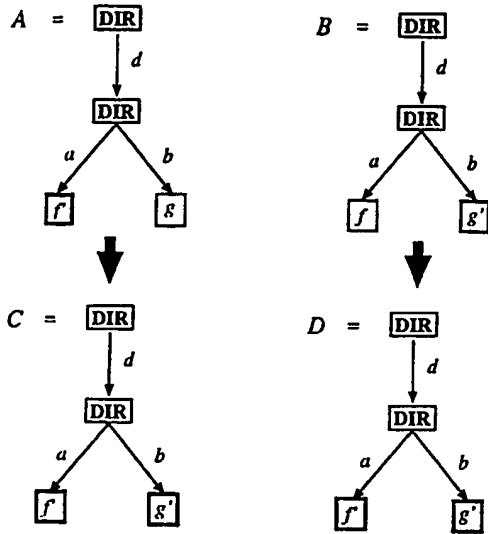 A = DIR
B = DIR
d
d
DIR
DIR
a b
a b
f' g
f g'
C = DIR
D = DIR
d
d
DIR
DIR
a b
a b
f' g'
f' g'